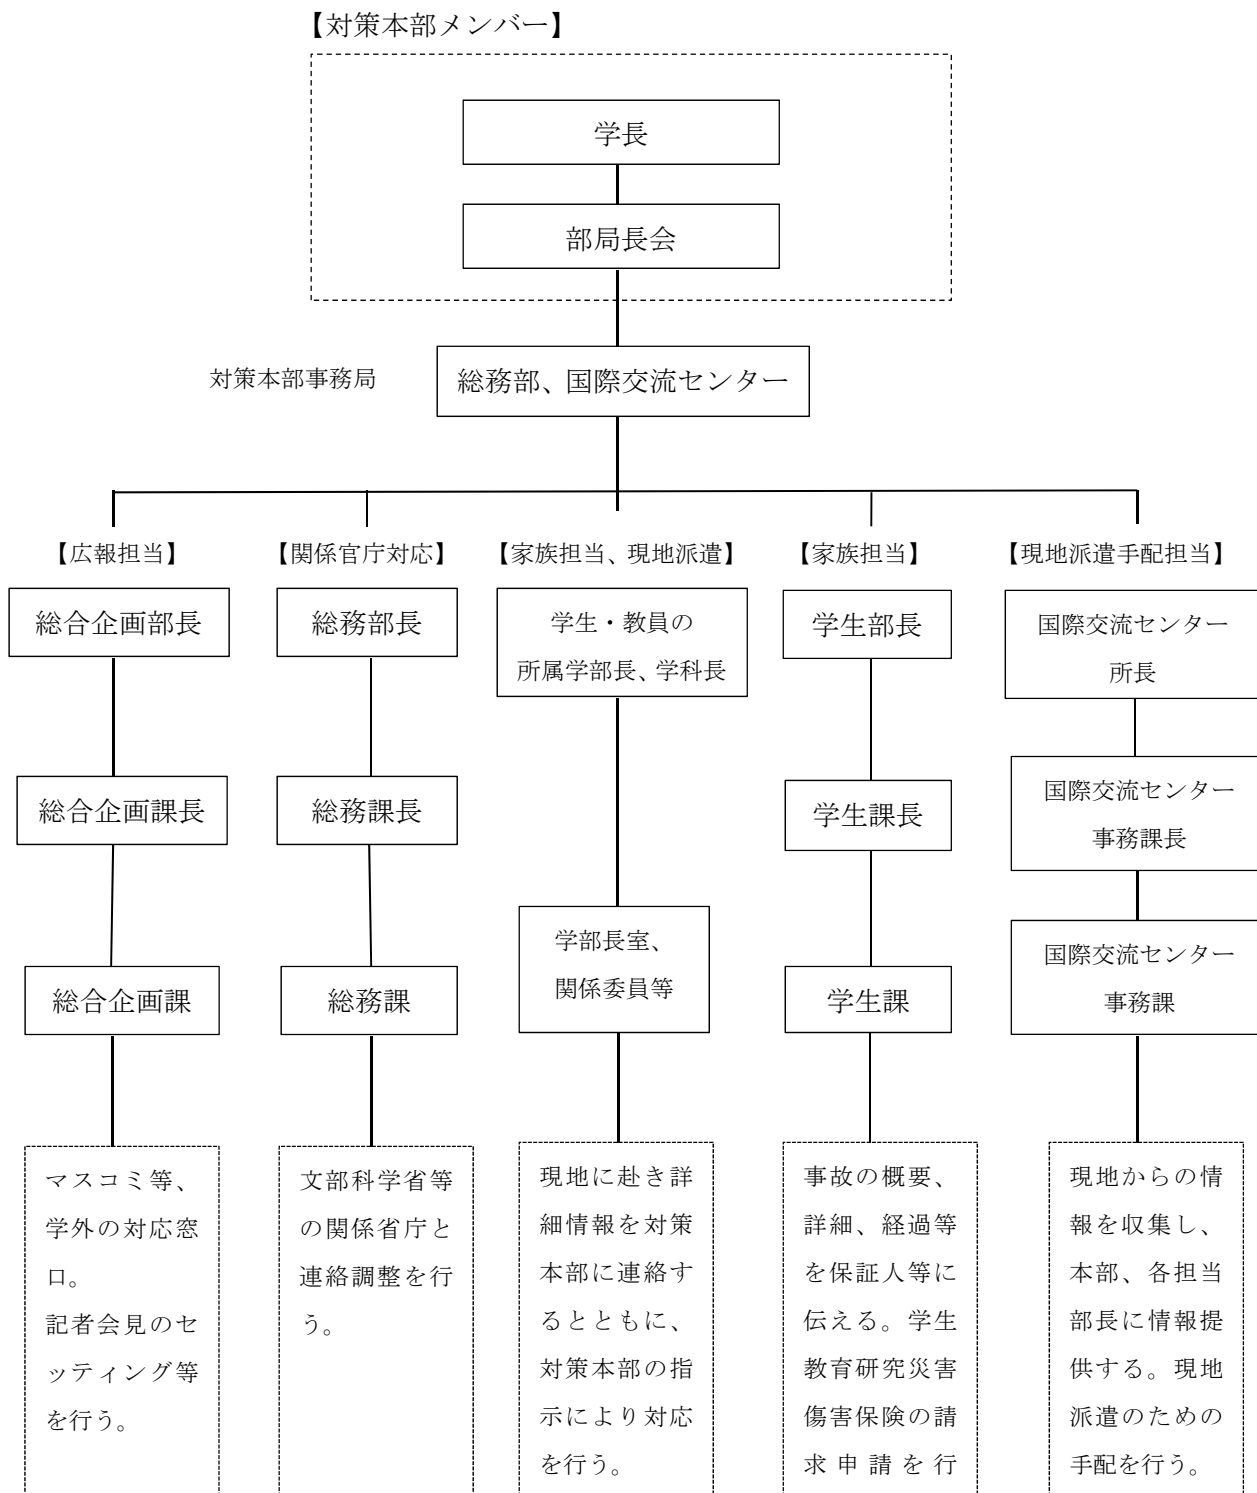 【対策本部メンバー】
学長
部局長会
対策本部事務局
総務部、国際交流センター
【広報担当】
【関係官庁対応】
【家族担当、現地派遣】
【家族担当】
【現地派遣手配担当】
総合企画部長
総務部長
学生・教員の
所属学部長、学科長
学生部長
国際交流センター
所長
総合企画課長
総務課長
学生課長
国際交流センター
事務課長
総合企画課
総務課
学部長室、
関係委員等
学生課
国際交流センター
事務課
マスコミ等、
学外の対応窓
口。
記者会見のセ
ッティング等
を行う。
文部科学省等
の関係省庁と
連絡調整を行
う。
現地に赴き詳
細情報を対策
本部に連絡す
るとともに、
対策本部の指
示により対応
を行う。
事故の概要、
詳細、経過等
を保証人等に
伝える。学生
教育研究災害
傷害保険の請
求申請を行
現地からの情
報を収集し、
本部、各担当
部長に情報提
供する。現地
派遣のための
手配を行う。